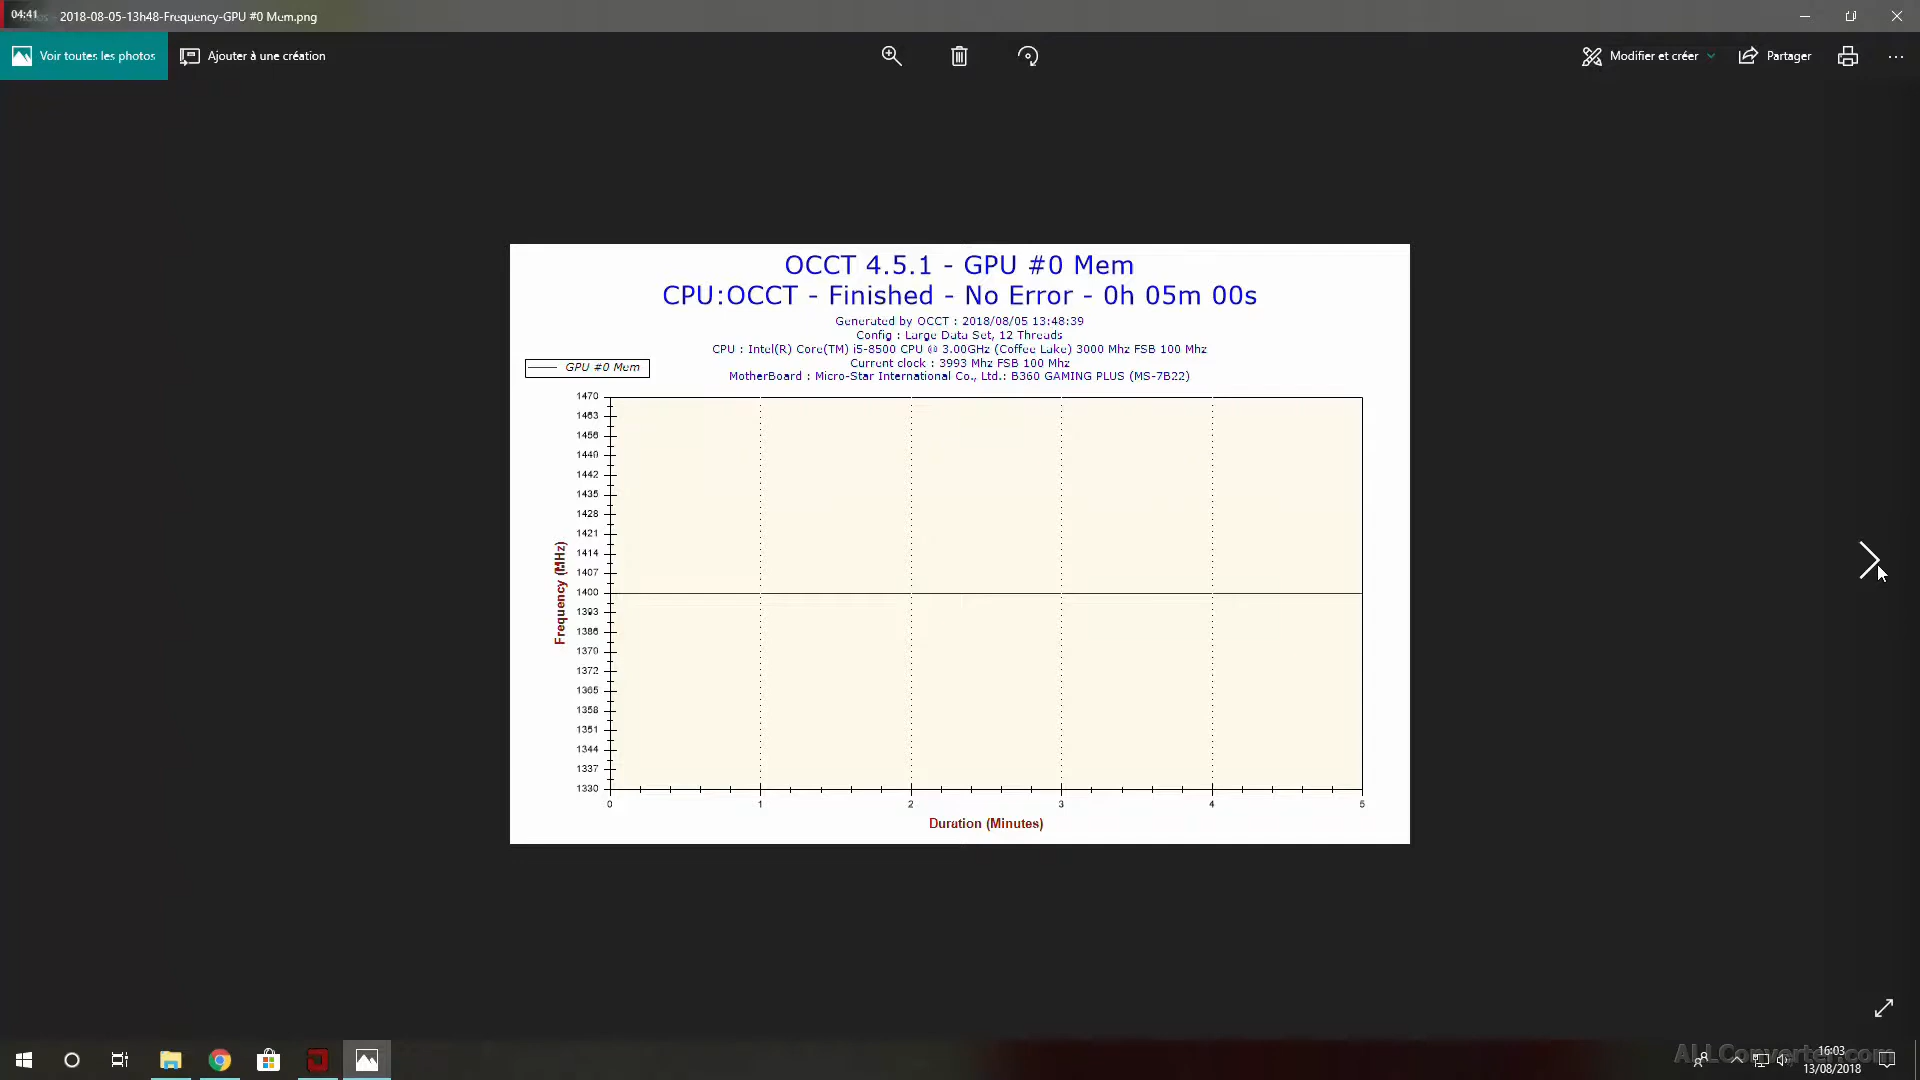 04:41
2018-08-05-13h48-Frequency-GPU #0 Mem.png
Voir toutes les photos
Ajouter à une création
Modifier et créer
Partager
OCCT 4.5.1 - GPU #0 Mem
CPU:OCCT - Finished - No Error - 0h 05m 00s
Generated by OCCT : 2018/08/05 13:48:39
Config : Large Data Set, 12 Threads
CPU : Intel(R) Core(TM) i5-8500 CPU @ 3.00GHz (Coffee Lake) 3000 Mhz FSB 100 Mhz
Current clock : 3993 Mhz FSB 100 Mhz
MotherBoard : Micro-Star International Co., Ltd.: B360 GAMING PLUS (MS-7B22)
GPU #0 Mem
1470
1463
1456
1449
1442
1435
1428
1421
1414
1407
1400
1393
1386
1379
1372
1365
1358
1351
1344
1337
1330
Frequency (MHz)
0 1 2 3 4 5
Duration (Minutes)
ALLConverter.com
16:03
13/08/2018